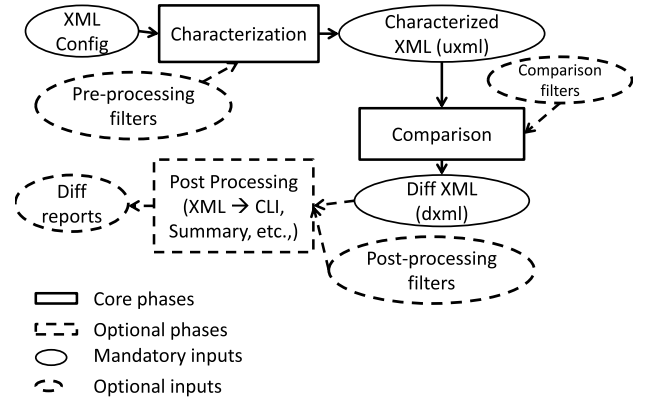 XML
Config
Characterization
Characterized
XML (uxml)
Pre-processing
filters
Comparison
filters
Comparison
Diff
reports
Post Processing
(XML → CLI,
Summary, etc.,)
Diff XML
(dxml)
Post-processing
filters
Core phases
Optional phases
Mandatory inputs
Optional inputs